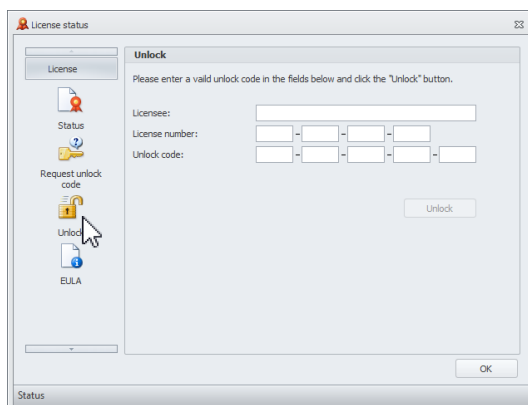 License status
License
Status
Request unlock
code
Unlock
EULA
Unlock
Please enter a vaild unlock code in the fields below and click the "Unlock" button.
Licensee:
License number:
- - -
Unlock code:
- - - -
Unlock
OK
Status